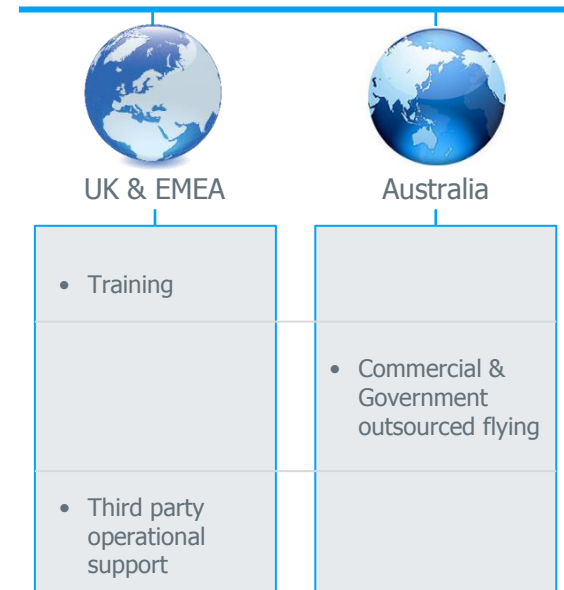 UK & EMEA
Australia
• Training
• Commercial &
Government
outsourced flying
• Third party
operational
support